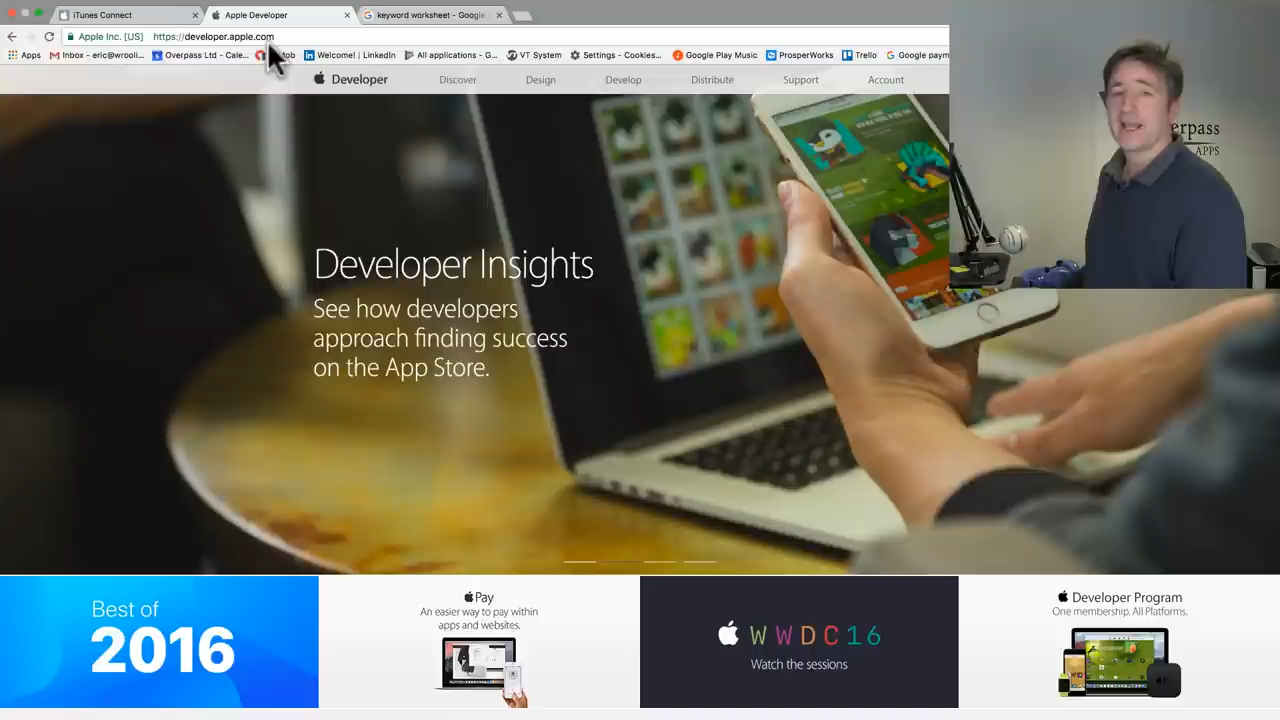 iTunes Connect
Apple Developer
keyword worksheet - Google
Apple Inc. [US]
https://developer.apple.com
Apps
Inbox - eric@wrooli...
Overpass Ltd - Cale...
Welcome! | LinkedIn
All applications - G...
VT System
Settings - Cookies...
Google Play Music
ProsperWorks
Trello
Google paym
Developer
Discover
Design
Develop
Distribute
Support
Account
erpass
APPS
Developer Insights
See how developers
approach finding success
on the App Store.
Best of
2016
Pay
An easier way to pay within
apps and websites.
WWDC16
Watch the sessions
Developer Program
One membership. All Platforms.